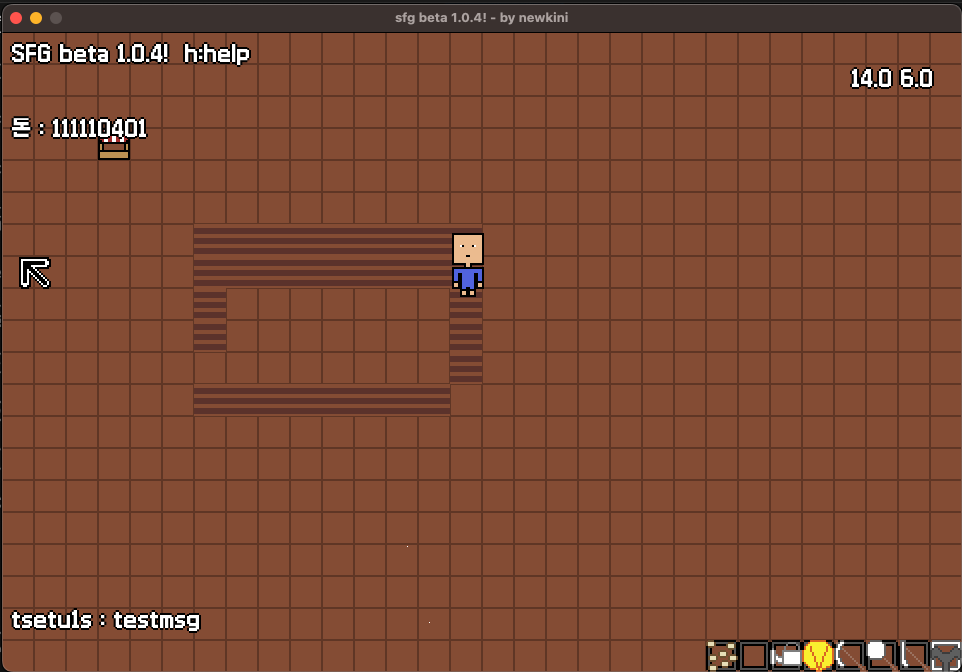 sfg beta 1.0.4! - by newkini
SFG beta 1.0.4! h:help
14.0 6.0
돈 : 111110401
tsetu1s : testmsg